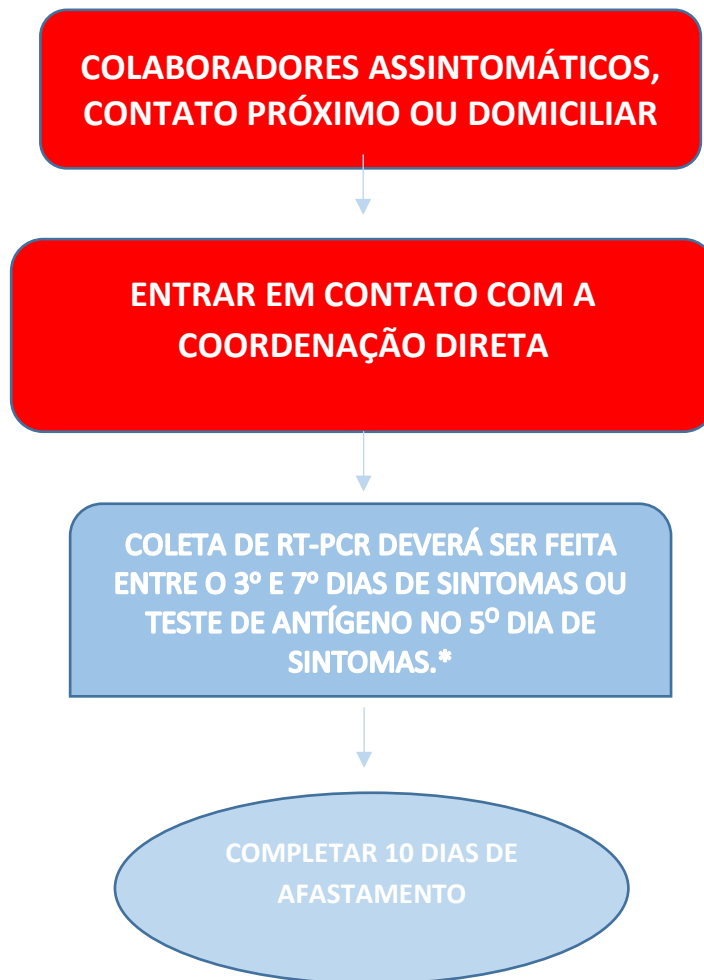 COLABORADORES ASSINTOMÁTICOS,
CONTATO PRÓXIMO OU DOMICILIAR
ENTRAR EM CONTATO COM A
COORDENAÇÃO DIRETA
COLETA DE RT-PCR DEVERÁ SER FEITA
ENTRE O 3º E 7º DIAS DE SINTOMAS OU
TESTE DE ANTÍGENO NO 5º DIA DE
SINTOMAS.*
COMPLETAR 10 DIAS DE
AFASTAMENTO